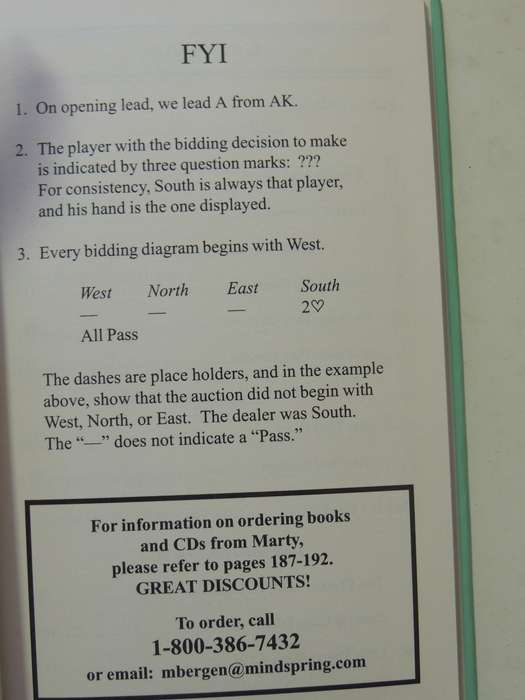 FYI
1. On opening lead, we lead A from AK.
2. The player with the bidding decision to make
is indicated by three question marks: ???
For consistency, South is always that player,
and his hand is the one displayed.
3. Every bidding diagram begins with West.
West North East South
— — — 2♡
All Pass
The dashes are place holders, and in the example
above, show that the auction did not begin with
West, North, or East. The dealer was South.
The “—” does not indicate a “Pass.”
For information on ordering books
and CDs from Marty,
please refer to pages 187-192.
GREAT DISCOUNTS!
To order, call
1-800-386-7432
or email: mbergen@mindspring.com